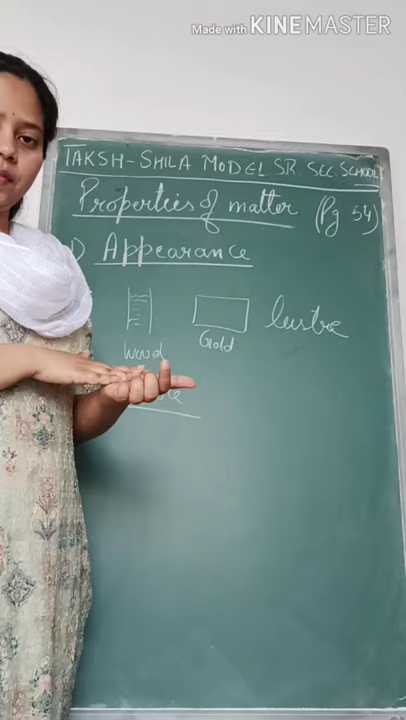 Made with KINEMASTER
TAKSH-SHILA MODEL SR. SEC. SCHOOL
Properties of matter (Pg 54)
Appearance
Wood Gold lustre